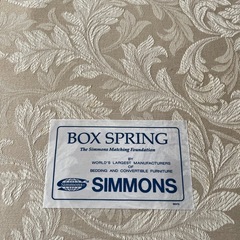 BOX SPRING
The Simmons Matching Foundation
BY
WORLD'S LARGEST MANUFACTURERS
OF
BEDDING AND CONVERTIBLE FURNITURE
SIMMONS